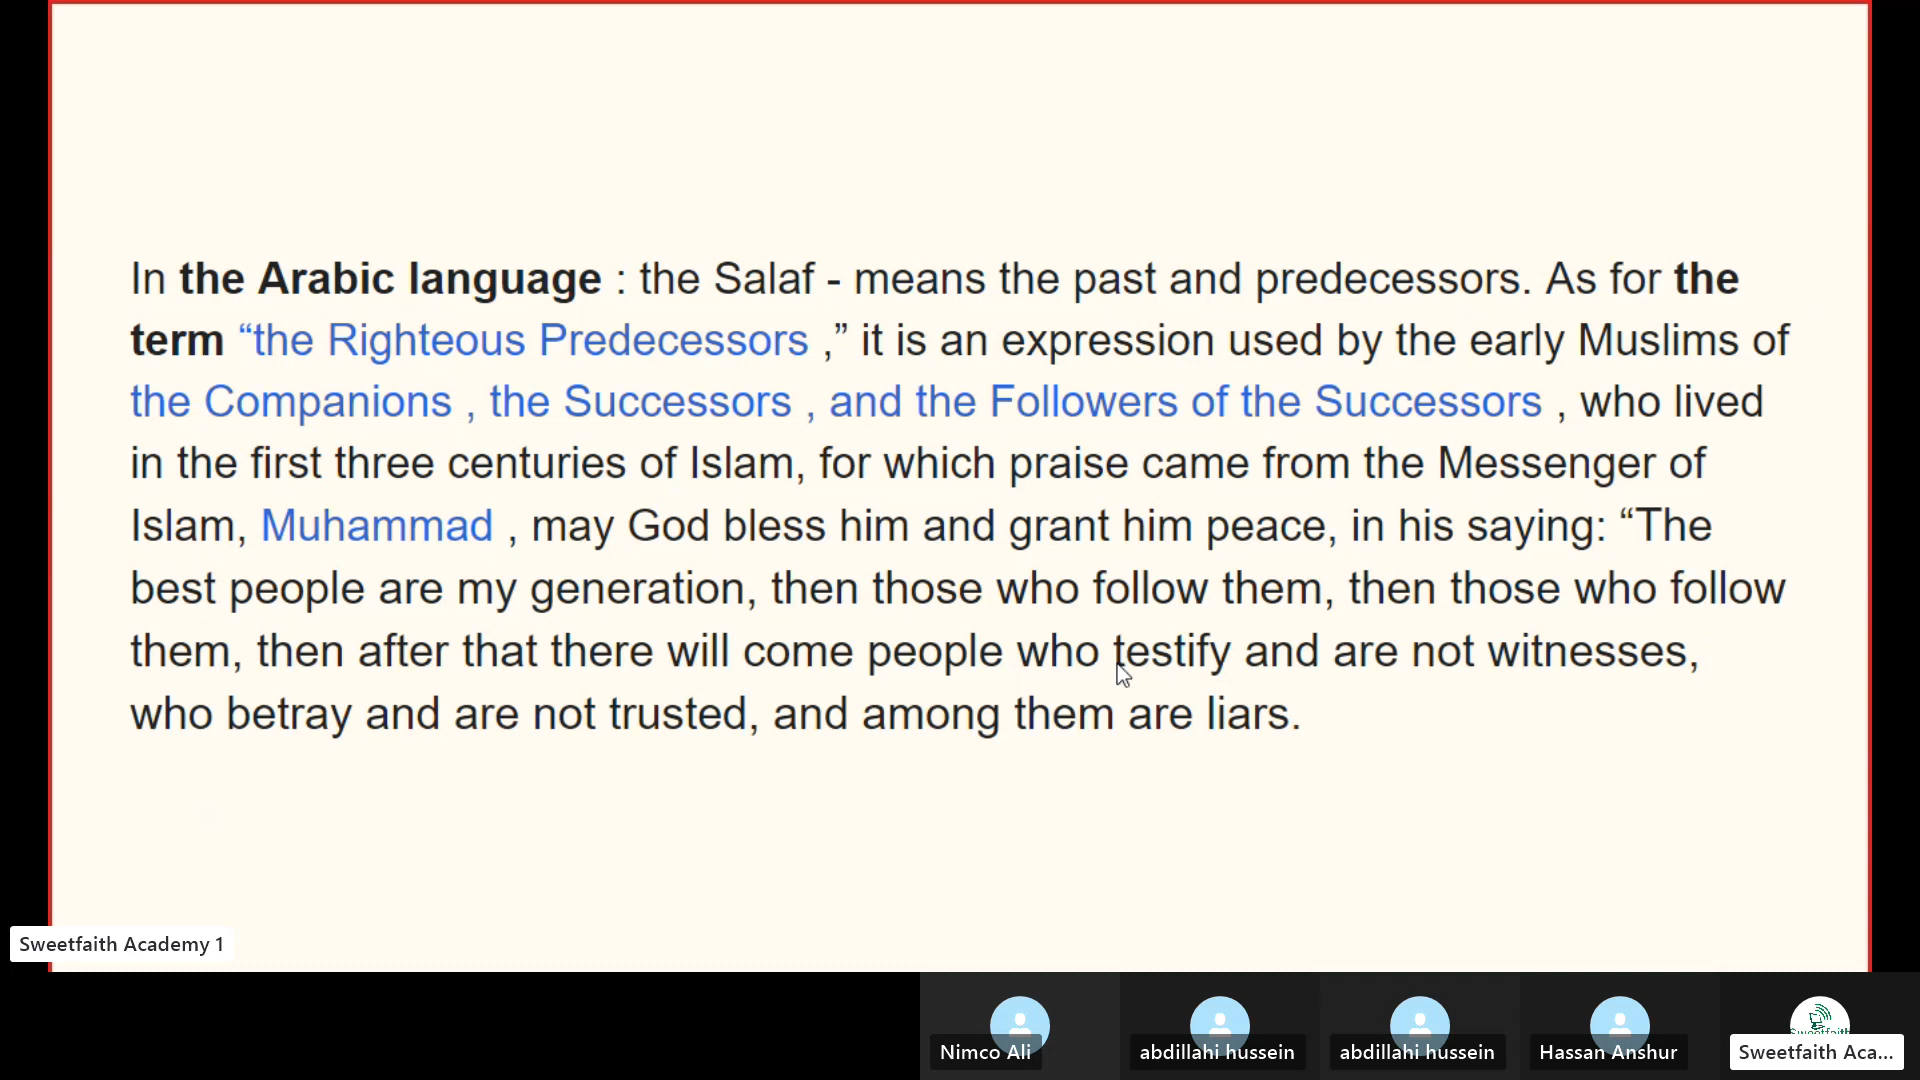 In the Arabic language : the Salaf - means the past and predecessors. As for the
term “the Righteous Predecessors ,” it is an expression used by the early Muslims of
the Companions , the Successors , and the Followers of the Successors , who lived
in the first three centuries of Islam, for which praise came from the Messenger of
Islam, Muhammad , may God bless him and grant him peace, in his saying: “The
best people are my generation, then those who follow them, then those who follow
them, then after that there will come people who testify and are not witnesses,
who betray and are not trusted, and among them are liars.
Sweetfaith Academy 1
Sweetfaith
Nimco Ali
abdillahi hussein
abdillahi hussein
Hassan Anshur
Sweetfaith Aca...